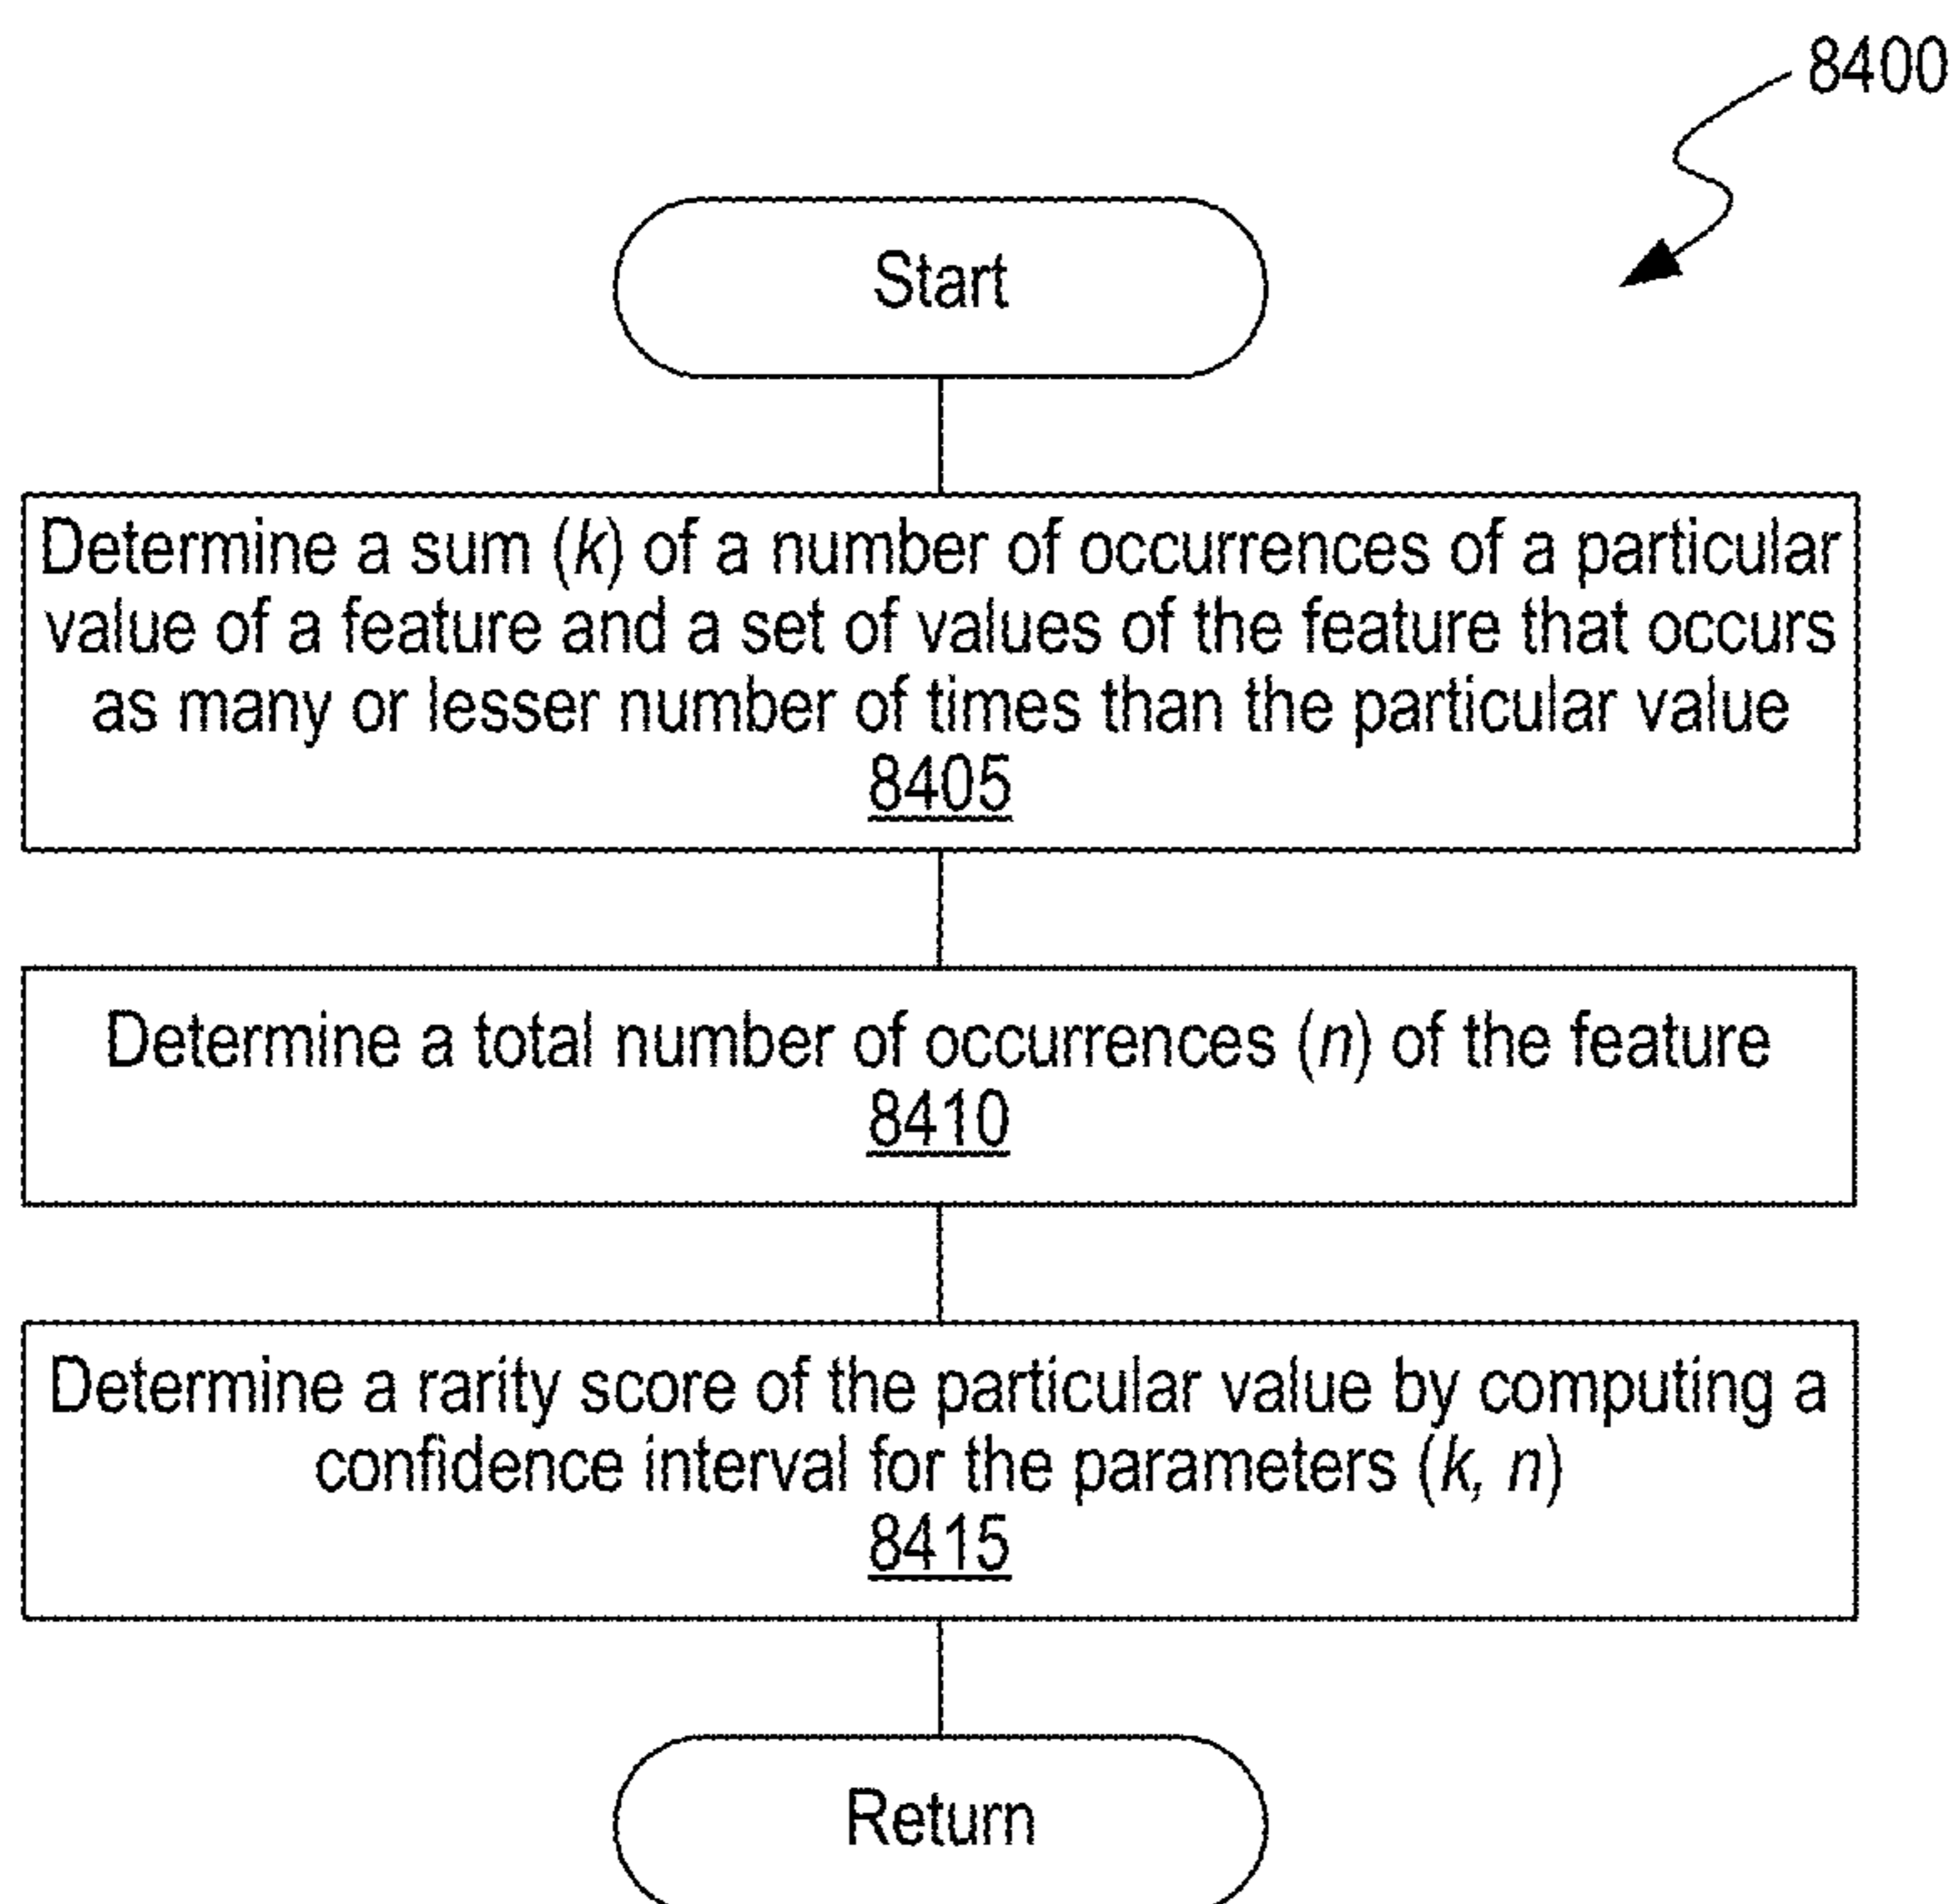 8400
Start
Determine a sum (k) of a number of occurrences of a particular
value of a feature and a set of values of the feature that occurs
as many or lesser number of times than the particular value
8405
Determine a total number of occurrences (n) of the feature
8410
Determine a rarity score of the particular value by computing a
confidence interval for the parameters (k, n)
8415
Return